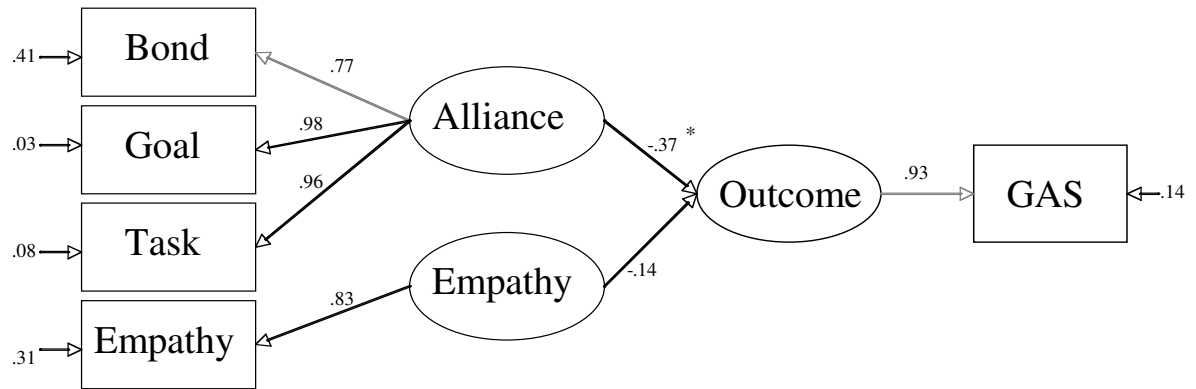 .41
Bond
.77
.03
Goal
.98
Alliance
-.37 *
.96
.08
Task
Outcome
.93
GAS
.14
Empathy
-.14
.83
.31
Empathy